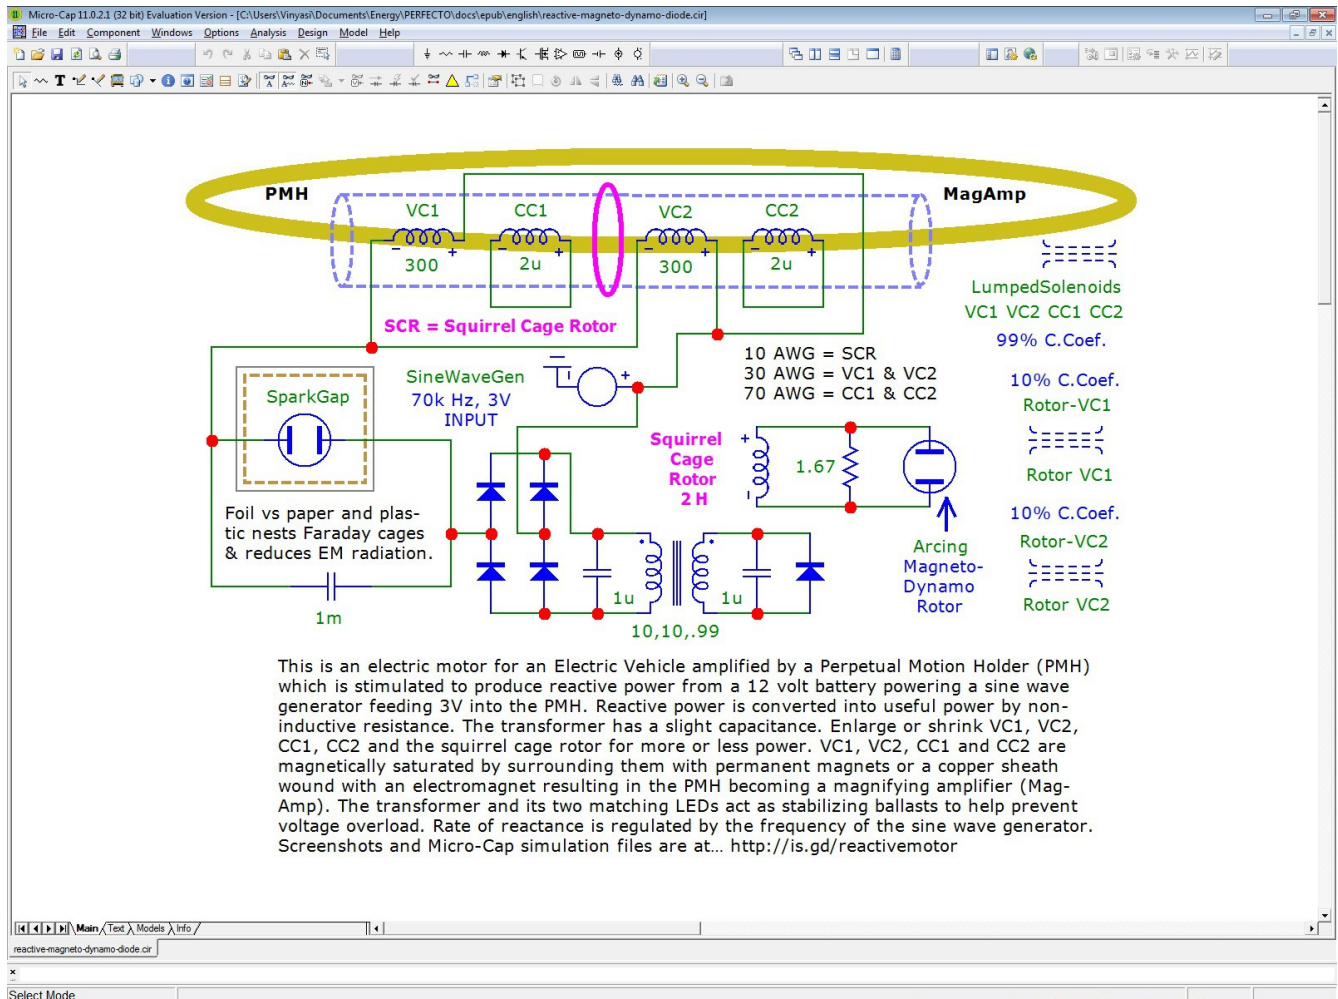 Micro-Cap 11.0.2.1 (32 bit) Evaluation Version - [C:\Users\Vinyasi\Documents\Energy\PERFECTO\docs\epub\english\reactive-magneto-dynamo-diode.cir]
File Edit Component Windows Options Analysis Design Model Help
PMH
MagAmp
VC1 CC1 VC2 CC2
- + - + - + - +
300 2u 300 2u
LumpedSolenoids
VC1 VC2 CC1 CC2
99% C.Coef.
SCR = Squirrel Cage Rotor
10 AWG = SCR
30 AWG = VC1 & VC2
70 AWG = CC1 & CC2
SineWaveGen
70k Hz, 3V
INPUT
- +
SparkGap
10% C.Coef.
Rotor-VC1
Rotor VC1
Squirrel
Cage
Rotor
2 H
+
-
1.67
Foil vs paper and plas-
tic nests Faraday cages
& reduces EM radiation.
10% C.Coef.
Rotor-VC2
Rotor VC2
Arcing
Magneto-
Dynamo
Rotor
1m
1u 1u
10,10,.99
This is an electric motor for an Electric Vehicle amplified by a Perpetual Motion Holder (PMH)
which is stimulated to produce reactive power from a 12 volt battery powering a sine wave
generator feeding 3V into the PMH. Reactive power is converted into useful power by non-
inductive resistance. The transformer has a slight capacitance. Enlarge or shrink VC1, VC2,
CC1, CC2 and the squirrel cage rotor for more or less power. VC1, VC2, CC1 and CC2 are
magnetically saturated by surrounding them with permanent magnets or a copper sheath
wound with an electromagnet resulting in the PMH becoming a magnifying amplifier (Mag-
Amp). The transformer and its two matching LEDs act as stabilizing ballasts to help prevent
voltage overload. Rate of reactance is regulated by the frequency of the sine wave generator.
Screenshots and Micro-Cap simulation files are at... http://is.gd/reactivemotor
Main Text Models Info
reactive-magneto-dynamo-diode.cir
Select Mode